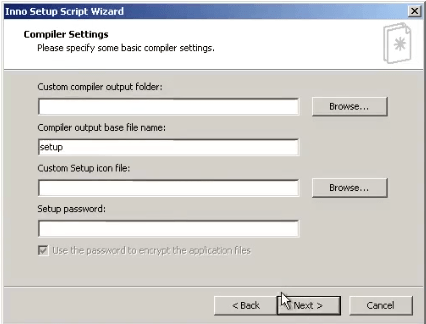 Inno Setup Script Wizard
Compiler Settings
Please specify some basic compiler settings.
Custom compiler output folder:
Browse...
Compiler output base file name:
setup
Custom Setup icon file:
Browse...
Setup password:
Use the password to encrypt the application files
< Back Next > Cancel